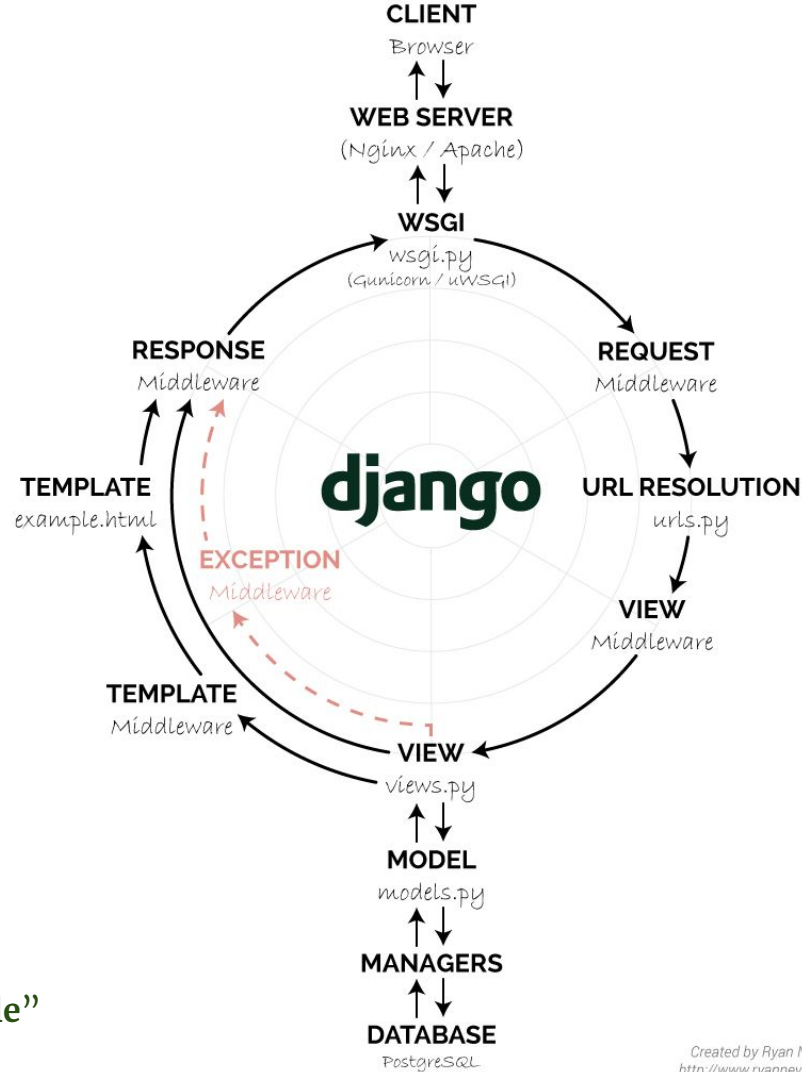 CLIENT
Browser
WEB SERVER
(Nginx / Apache)
WSGI
wsgi.py
(Gunicorn / uWSGI)
RESPONSE
Middleware
REQUEST
Middleware
TEMPLATE
example.html
django
URL RESOLUTION
urls.py
EXCEPTION
Middleware
VIEW
Middleware
TEMPLATE
Middleware
VIEW
views.py
MODEL
models.py
MANAGERS
DATABASE
PostgreSQL
Created by Ryan